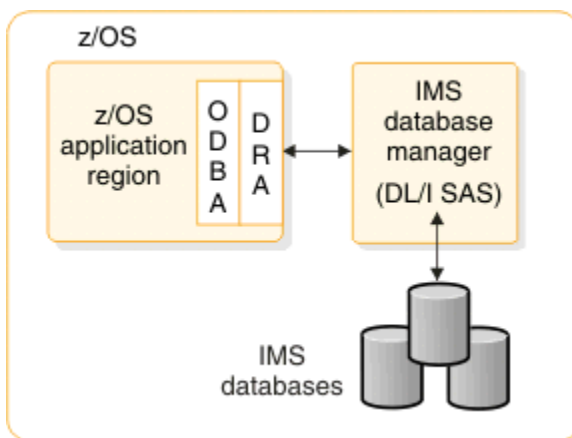 z/OS
z/OS
application
region
O
D
B
A
D
R
A
IMS
database
manager
(DL/I SAS)
IMS
databases